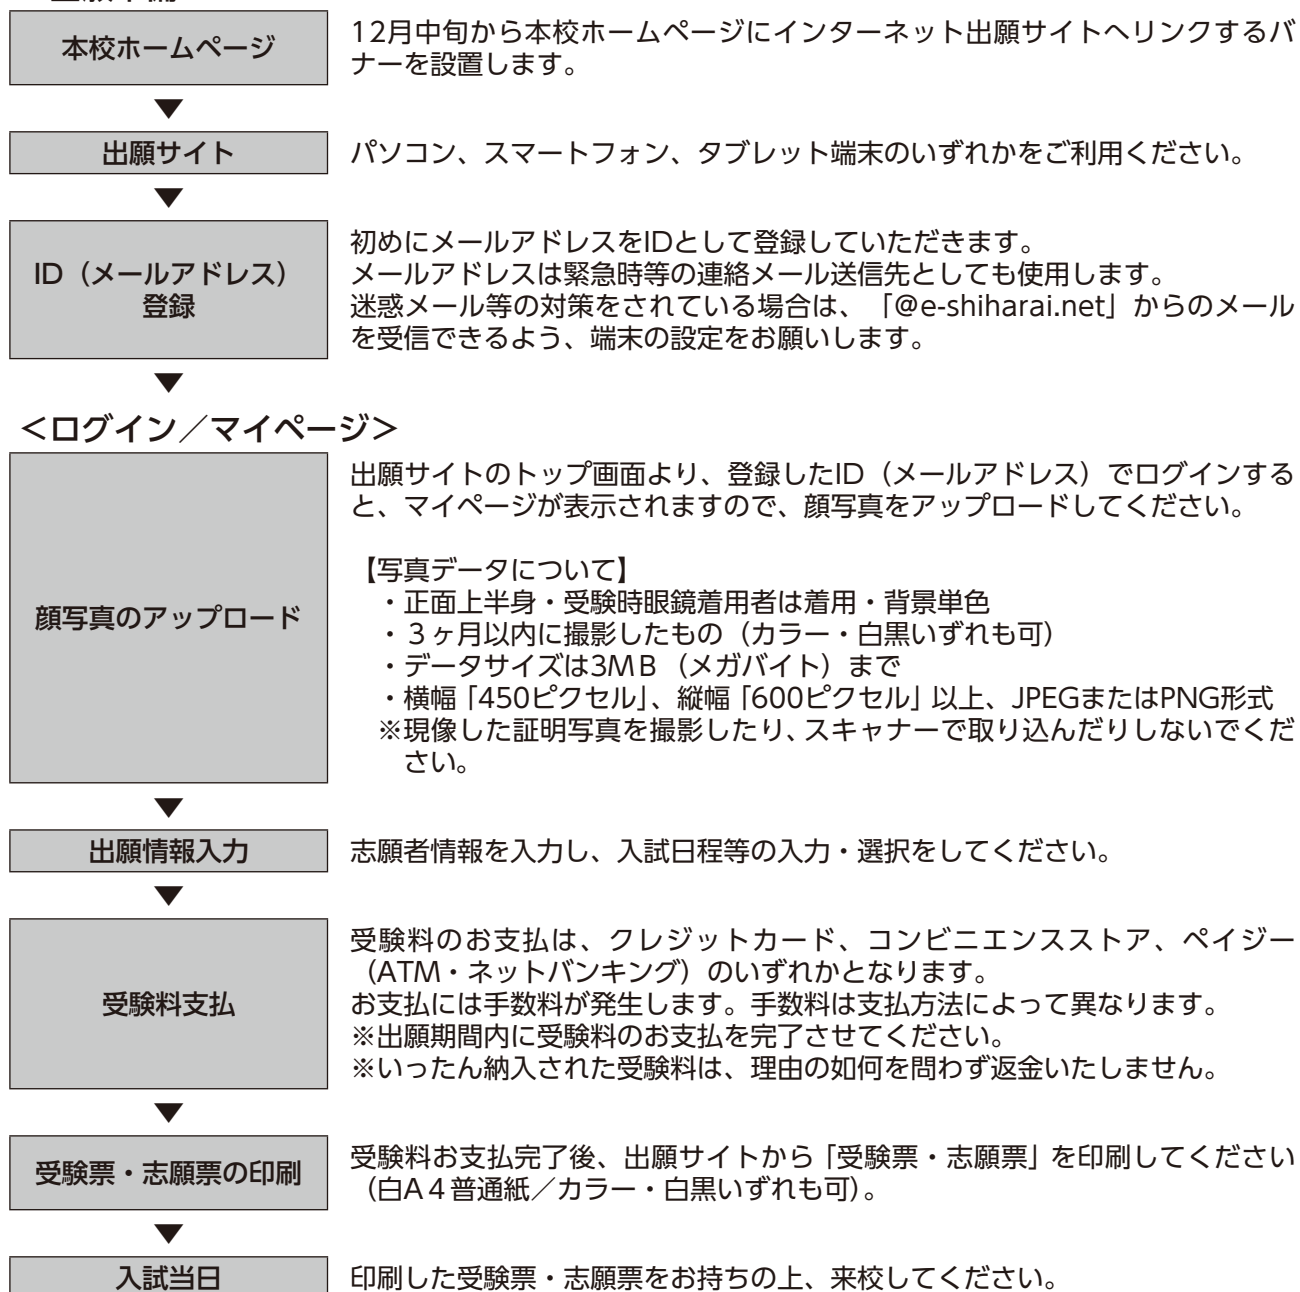 本校ホームページ
12月中旬から本校ホームページにインターネット出願サイトへリンクするバ
ナーを設置します。
▼
出願サイト
パソコン、スマートフォン、タブレット端末のいずれかをご利用ください。
▼
ID（メールアドレス）
登録
初めにメールアドレスをIDとして登録していただきます。
メールアドレスは緊急時等の連絡メール送信先としても使用します。
迷惑メール等の対策をされている場合は、「@e-shiharai.net」からのメール
を受信できるよう、端末の設定をお願いします。
▼
＜ログイン／マイページ＞
顔写真のアップロード
出願サイトのトップ画面より、登録したID（メールアドレス）でログインする
と、マイページが表示されますので、顔写真をアップロードしてください。
【写真データについて】
・正面上半身・受験時眼鏡着用者は着用・背景単色
・３ヶ月以内に撮影したもの（カラー・白黒いずれも可）
・データサイズは3ＭＢ（メガバイト）まで
・横幅「450ピクセル」、縦幅「600ピクセル」以上、JPEGまたはPNG形式
※現像した証明写真を撮影したり、スキャナーで取り込んだりしないでくだ
さい。
▼
出願情報入力
志願者情報を入力し、入試日程等の入力・選択をしてください。
▼
受験料支払
受験料のお支払は、クレジットカード、コンビニエンスストア、ペイジー
（ATM・ネットバンキング）のいずれかとなります。
お支払には手数料が発生します。手数料は支払方法によって異なります。
※出願期間内に受験料のお支払を完了させてください。
※いったん納入された受験料は、理由の如何を問わず返金いたしません。
▼
受験票・志願票の印刷
受験料お支払完了後、出願サイトから「受験票・志願票」を印刷してください
（白A４普通紙／カラー・白黒いずれも可）。
▼
入試当日
印刷した受験票・志願票をお持ちの上、来校してください。